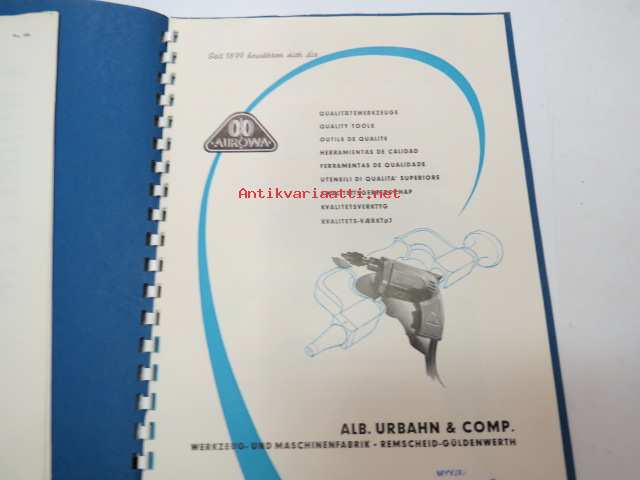 Seit 1899 bewähren sich die
AUROWA
QUALITÄTSWERKZEUGE
QUALITY TOOLS
OUTILS DE QUALITÉ
HERRAMIENTAS DE CALIDAD
FERRAMENTAS DE QUALIDADE
UTENSILI DI QUALITA' SUPERIORE
Antikvariaatti.net
KVALITETSVERKTYG
KVALITETS-VÆRKTØJ
ALB. URBAHN & COMP.
WERKZEUG- UND MASCHINENFABRIK · REMSCHEID-GÜLDENWERTH